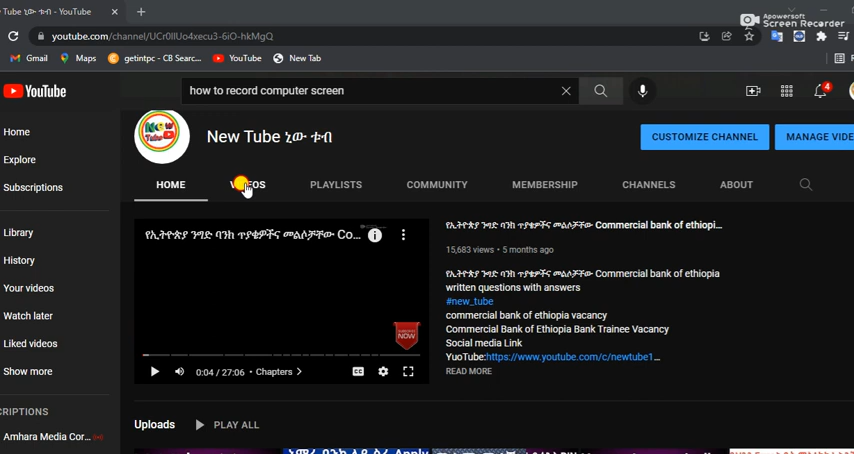 Tube ኒው ቱብ - YouTube
Apowersoft
Screen Recorder
youtube.com/channel/UCr0IlUo4xecu3-6iO-hkMgQ
Gmail
Maps
getintpc - CB Searc...
YouTube
New Tab
YouTube
how to record computer screen
4
Home
Explore
Subscriptions
Library
History
Your videos
Watch later
Liked videos
Show more
CRIPTIONS
Amhara Media Cor...
New Tube ኒው ቱብ
CUSTOMIZE CHANNEL
MANAGE VIDE
HOME
VIDEOS
PLAYLISTS
COMMUNITY
MEMBERSHIP
CHANNELS
ABOUT
የኢትዮጵያ ንግድ ባንክ ጥያቄዎችና መልሶቻቸው Co...
SUBSCRIBE
NOW
0:04 / 27:06 • Chapters
CC
የኢትዮጵያ ንግድ ባንክ ጥያቄዎችና መልሶቻቸው Commercial bank of ethiopi...
15,683 views • 5 months ago
የኢትዮጵያ ንግድ ባንክ ጥያቄዎችና መልሶቻቸው Commercial bank of ethiopia
written questions with answers
#new_tube
commercial bank of ethiopia vacancy
Commercial Bank of Ethiopia Bank Trainee Vacancy
Social media Link
YuoTube:https://www.youtube.com/c/newtube1...
READ MORE
Uploads
PLAY ALL